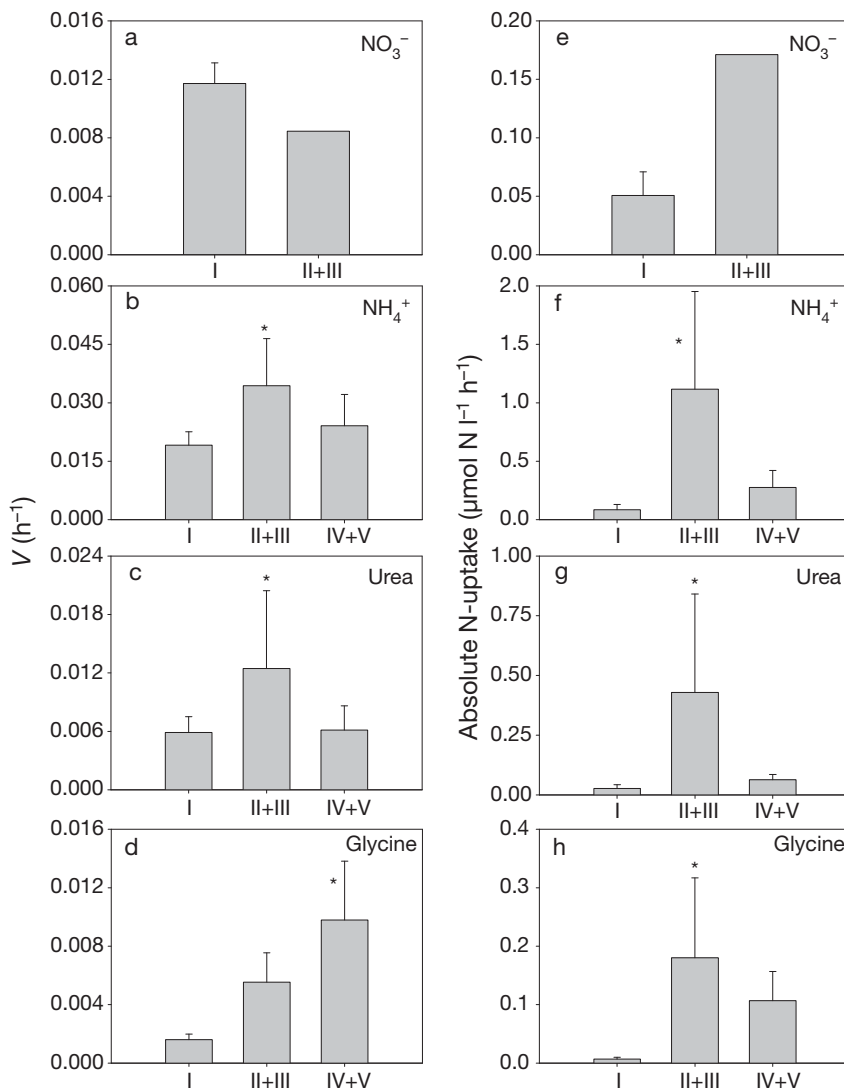 a
NO₃⁻
0.016
0.012
0.008
0.004
0.000
I II+III
b
NH₄⁺
0.060
0.045
0.030
0.015
0.000
*
I II+III IV+V
c
Urea
0.024
0.018
0.012
0.006
0.000
*
I II+III IV+V
d
Glycine
0.016
0.012
0.008
0.004
0.000
*
I II+III IV+V
V (h⁻¹)
e
NO₃⁻
0.20
0.15
0.10
0.05
0.00
I II+III
f
NH₄⁺
2.0
1.5
1.0
0.5
0.0
*
I II+III IV+V
g
Urea
1.00
0.75
0.50
0.25
0.00
*
I II+III IV+V
h
Glycine
0.4
0.3
0.2
0.1
0.0
*
I II+III IV+V
Absolute N-uptake (µmol N l⁻¹ h⁻¹)